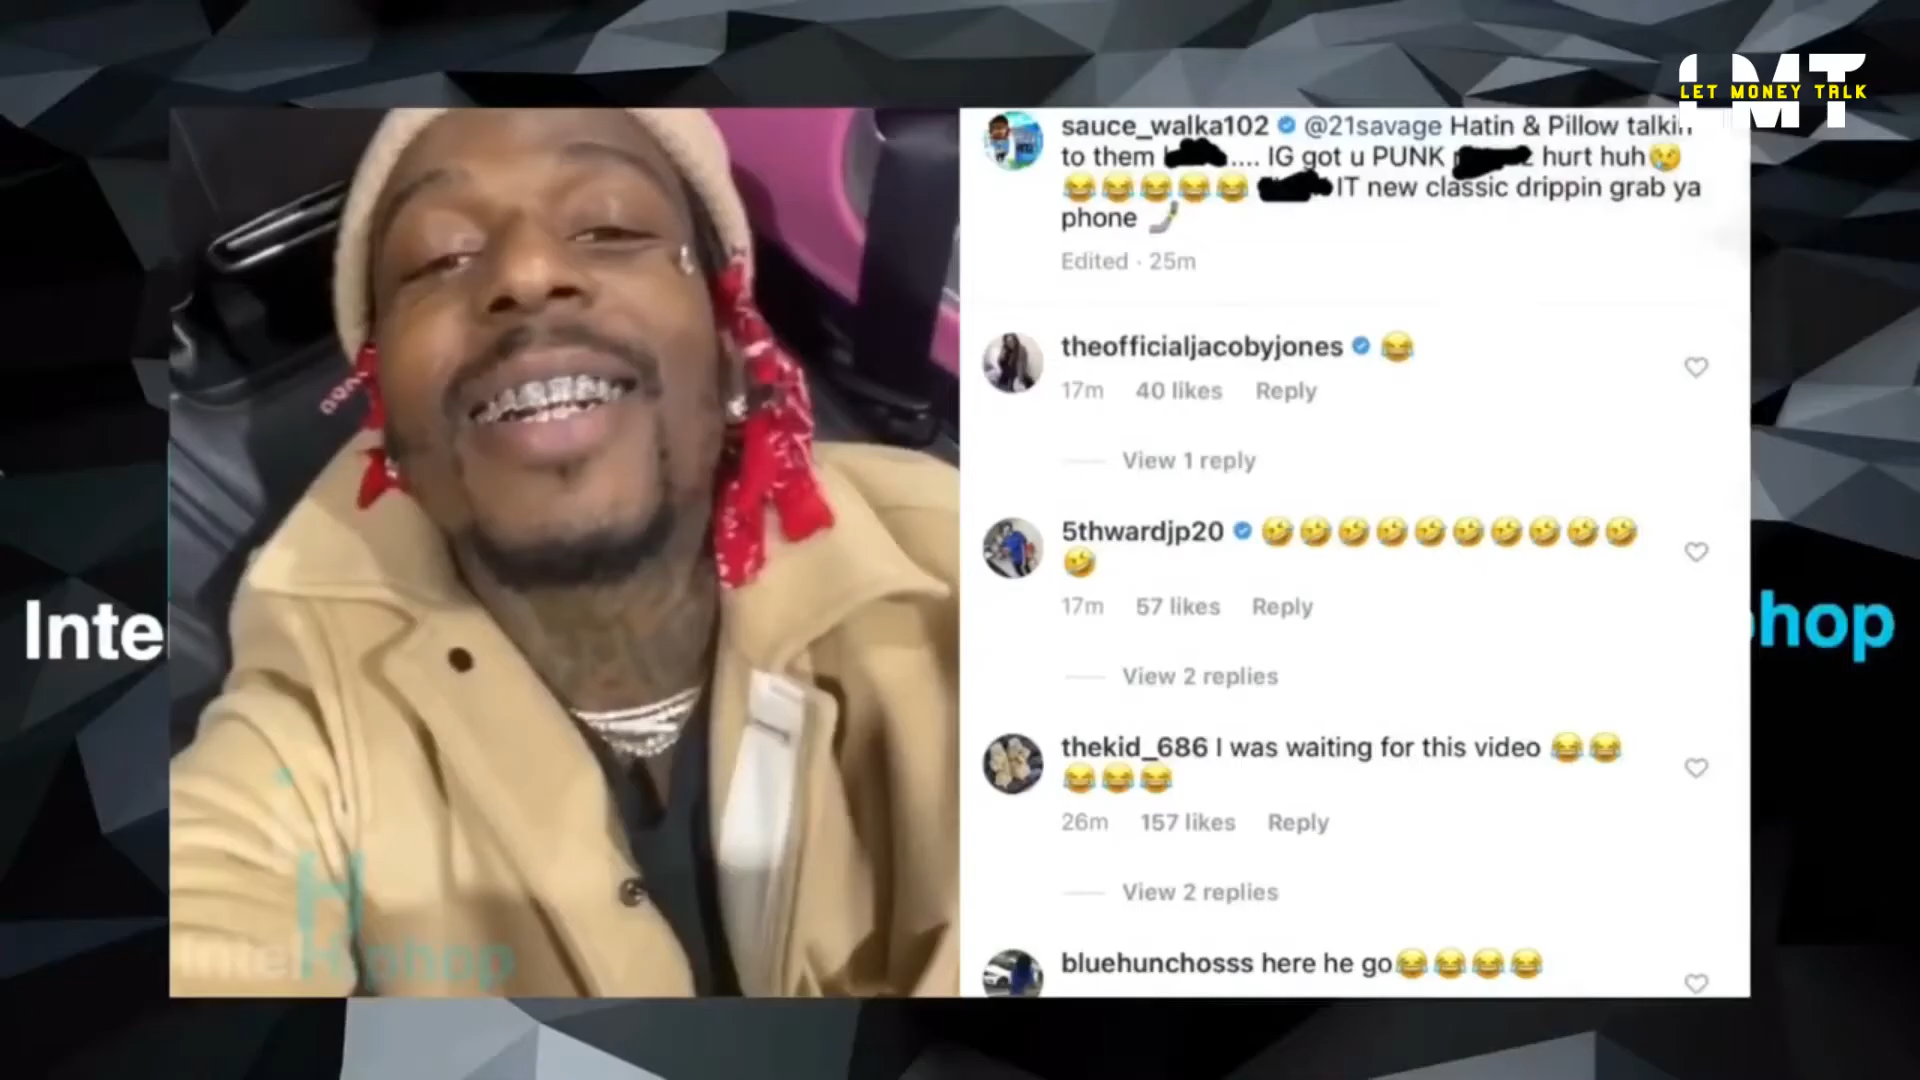 LMT
LET MONEY TALK
sauce_walka102 @21savage Hatin & Pillow talkin
to them .... IG got u PUNK hurt huh😢
😂😂😂😂😂 IT new classic drippin grab ya
phone 🤳
Edited · 25m
theofficialjacobyjones 😂
17m 40 likes Reply
View 1 reply
5thwardjp20 🤣🤣🤣🤣🤣🤣🤣🤣🤣🤣
🤣
17m 57 likes Reply
View 2 replies
Inte
hop
thekid_686 I was waiting for this video 😂😂
😂😂😂
26m 157 likes Reply
View 2 replies
H
IntelHiphop
bluehunchosss here he go😂😂😂😂